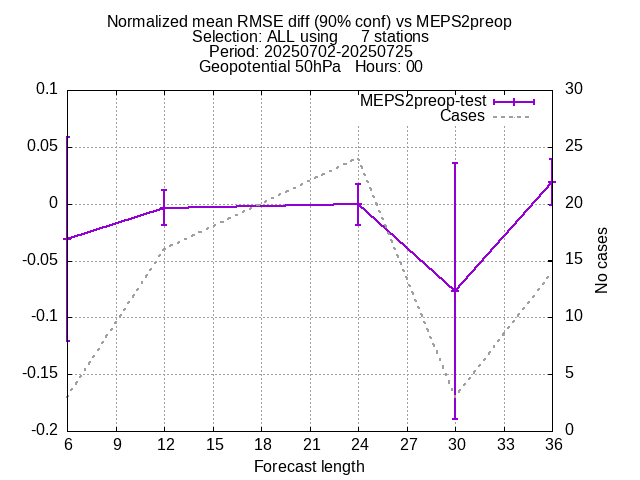 Normalized mean RMSE diff (90% conf) vs MEPS2preop
Selection: ALL using     7 stations
Period: 20250702-20250725
Geopotential 50hPa   Hours: 00
MEPS2preop-test
Cases
0.1
0.05
0
-0.05
-0.1
-0.15
-0.2
30
25
20
15
10
5
0
No cases
6 9 12 15 18 21 24 27 30 33 36
Forecast length